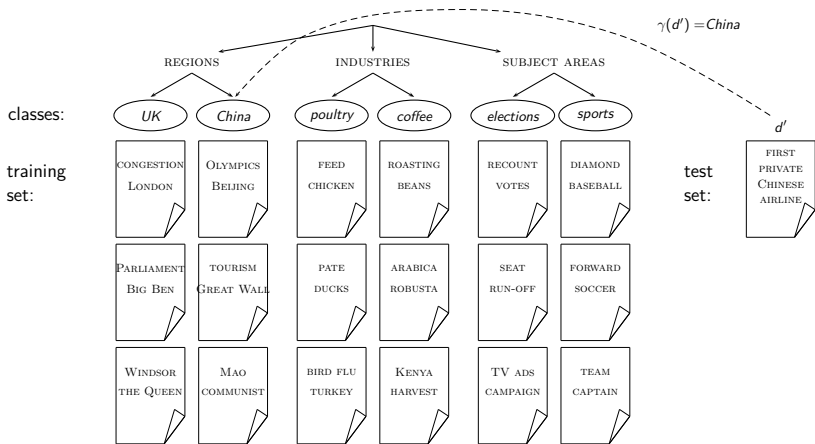 γ(d′) =China
REGIONS INDUSTRIES SUBJECT AREAS
classes: UK China poultry coffee elections sports
d′
training
set:
CONGESTION
LONDON
OLYMPICS
BEIJING
FEED
CHICKEN
ROASTING
BEANS
RECOUNT
VOTES
DIAMOND
BASEBALL
test
set:
FIRST
PRIVATE
CHINESE
AIRLINE
PARLIAMENT
BIG BEN
TOURISM
GREAT WALL
PATE
DUCKS
ARABICA
ROBUSTA
SEAT
RUN-OFF
FORWARD
SOCCER
WINDSOR
THE QUEEN
MAO
COMMUNIST
BIRD FLU
TURKEY
KENYA
HARVEST
TV ADS
CAMPAIGN
TEAM
CAPTAIN